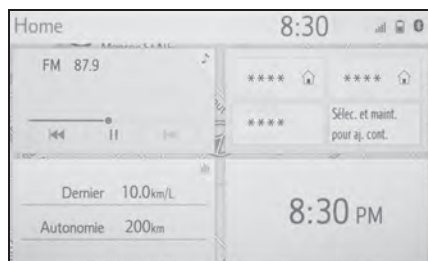 Home 8:30
FM 87.9
**** ****
**** Sélec. et maint.
pour aj. cont.
Dernier 10.0km/L
Autonomie 200km
8:30 PM